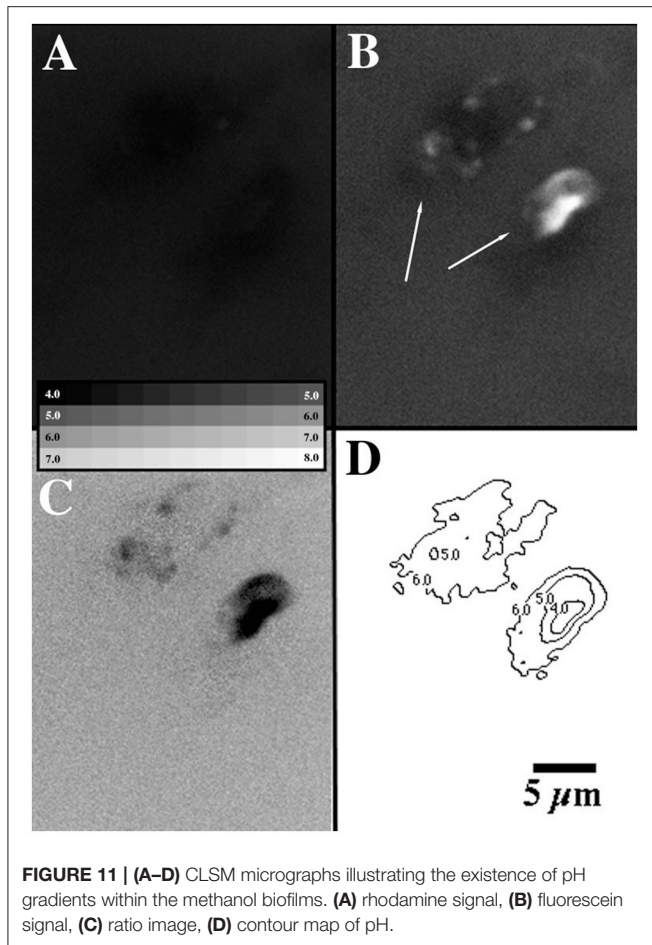 A
B
4.0 5.0
5.0 6.0
6.0 7.0
7.0 8.0
C
D
5.0
6.0
5.0
6.0 4.0
5 µm
FIGURE 11 | (A–D) CLSM micrographs illustrating the existence of pH
gradients within the methanol biofilms. (A) rhodamine signal, (B) fluorescein
signal, (C) ratio image, (D) contour map of pH.